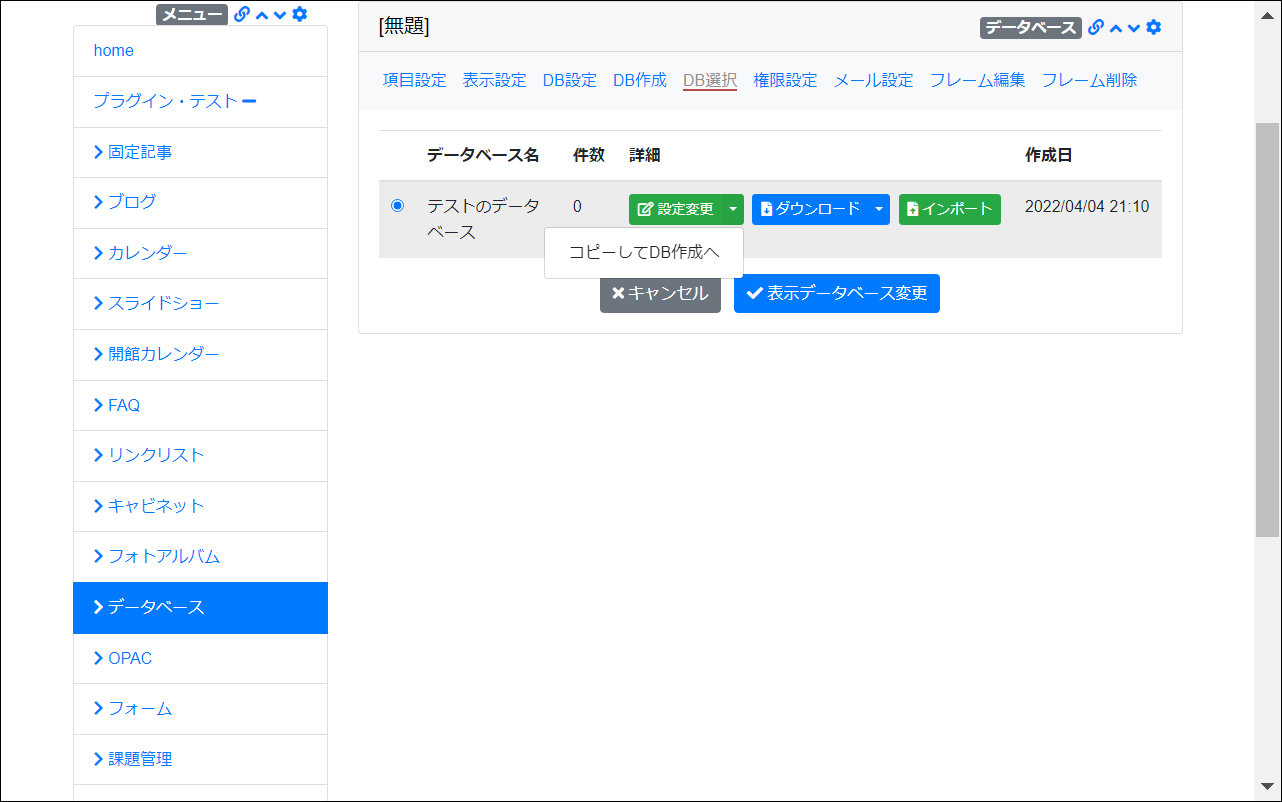 メニュー
home
プラグイン・テスト
固定記事
ブログ
カレンダー
スライドショー
開館カレンダー
FAQ
リンクリスト
キャビネット
フォトアルバム
データベース
OPAC
フォーム
課題管理
[無題]
データベース
項目設定 表示設定 DB設定 DB作成 DB選択 権限設定 メール設定 フレーム編集 フレーム削除
データベース名 件数 詳細 作成日
テストのデータ 0 設定変更 ダウンロード インポート 2022/04/04 21:10
ベース
コピーしてDB作成へ
キャンセル 表示データベース変更